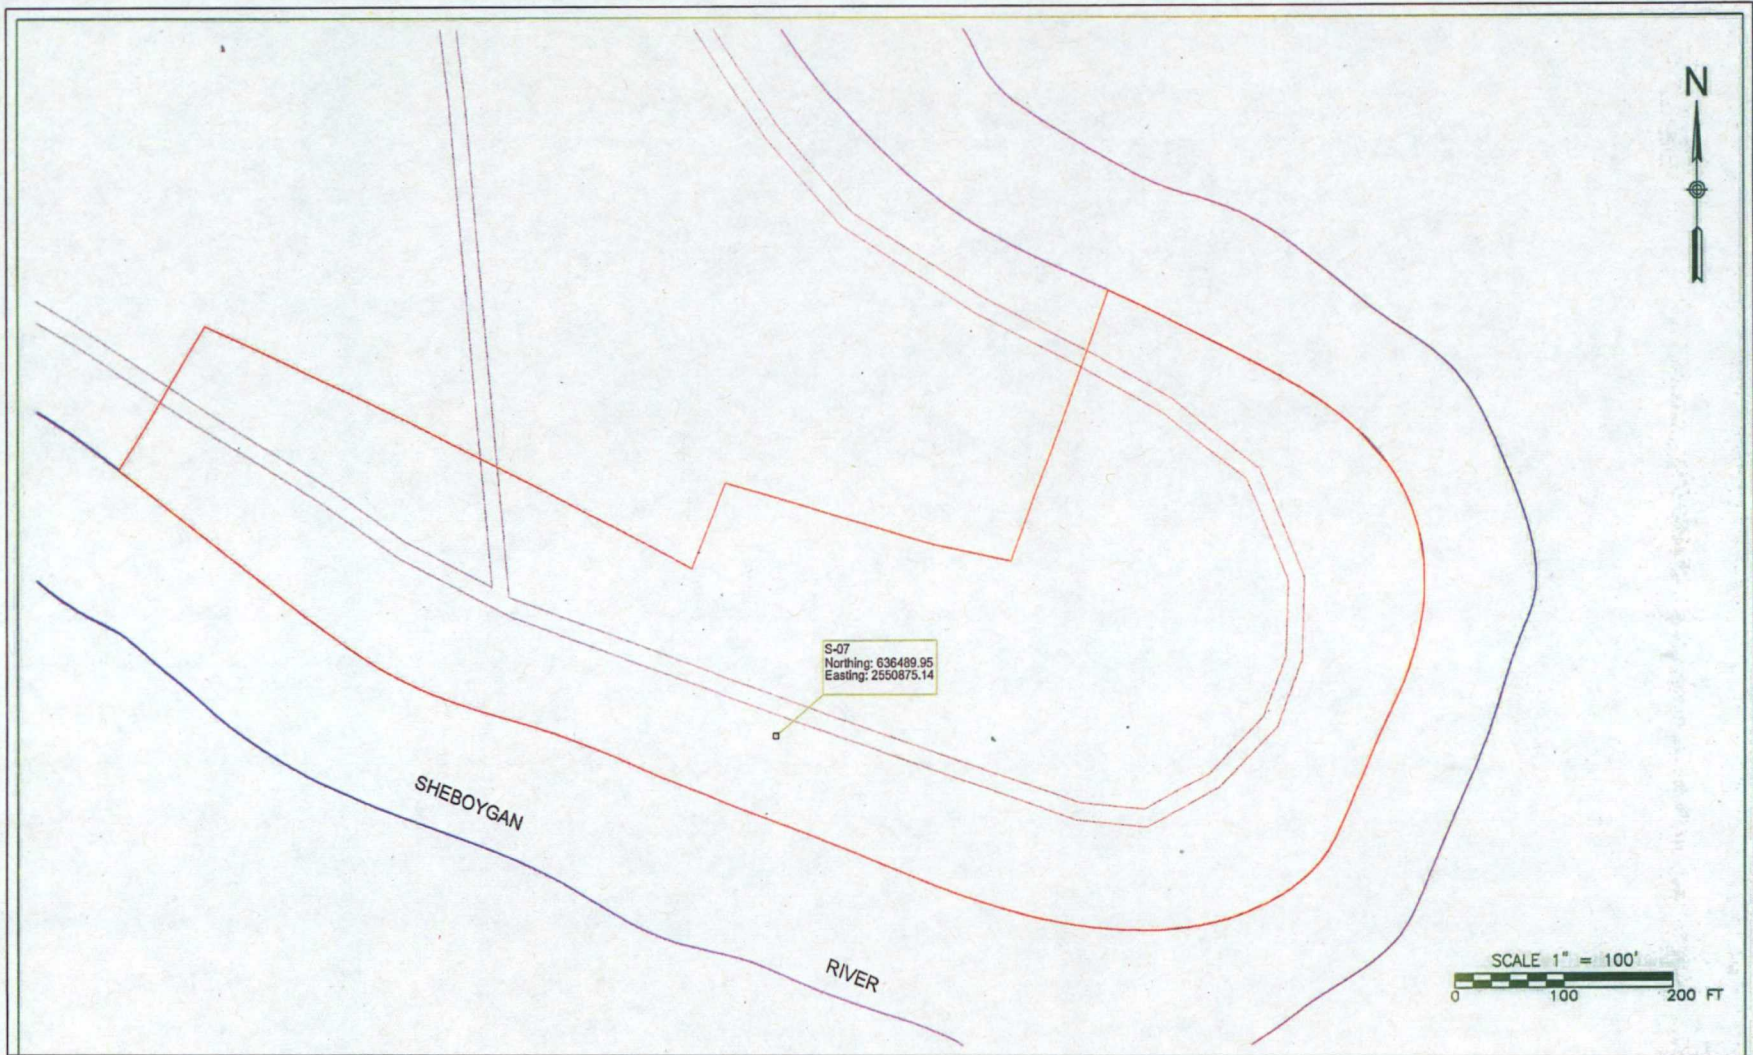 N
S-07
Northing: 636489.95
Easting: 2550875.14
SHEBOYGAN
RIVER
SCALE 1" = 100'
0 100 200 FT